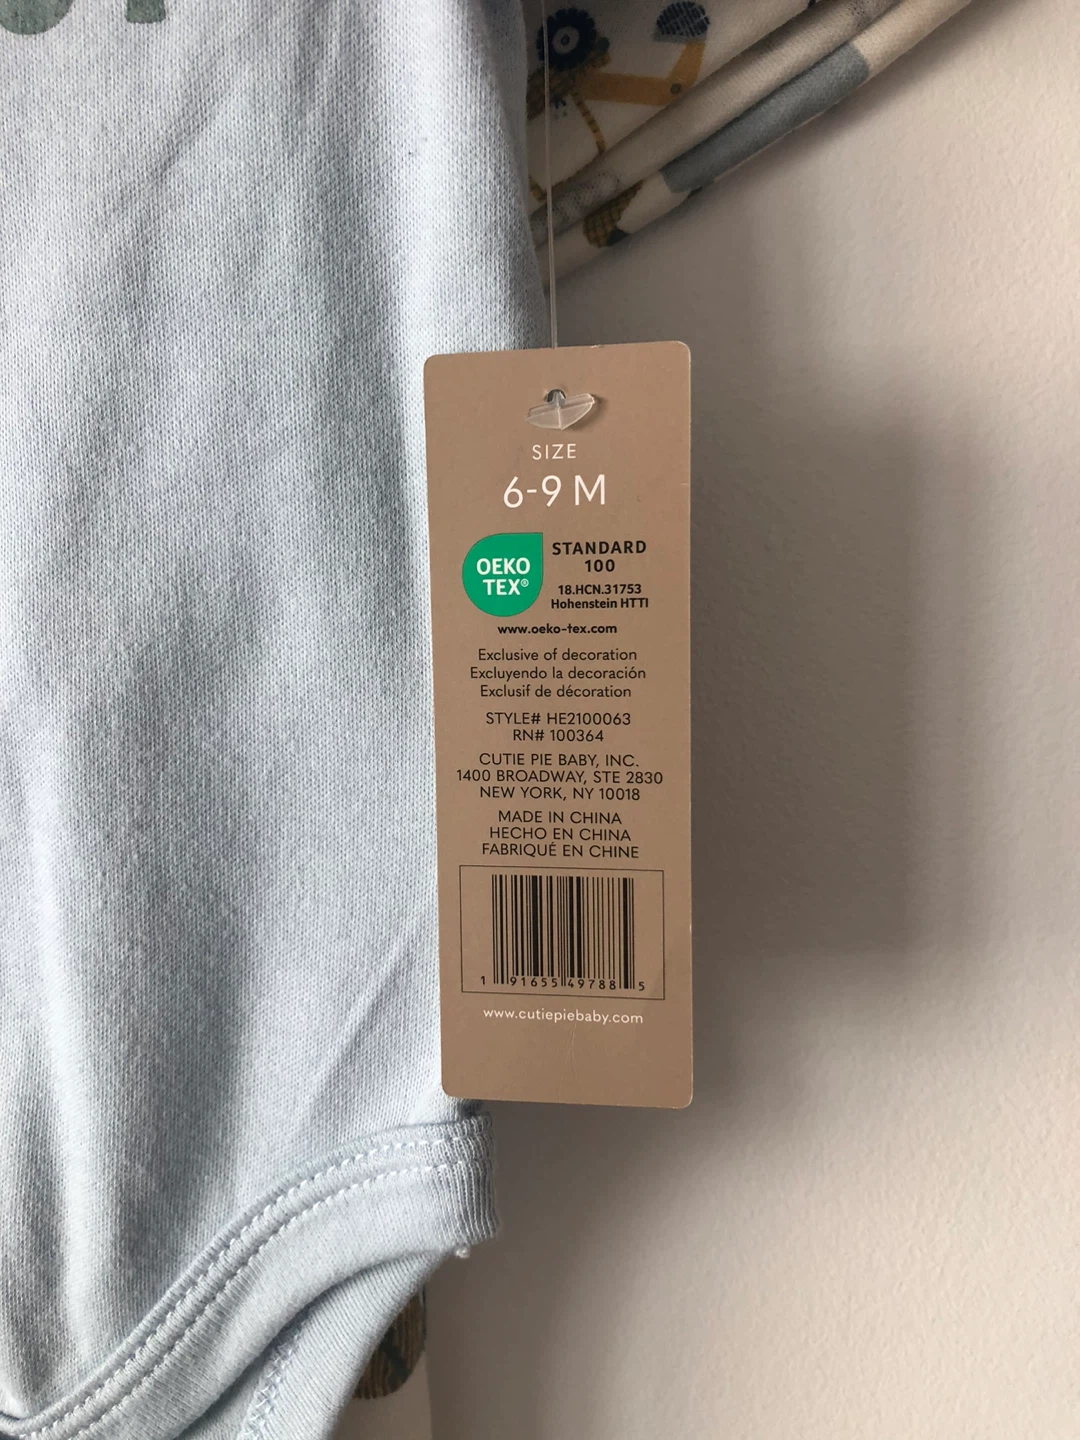 SIZE
6-9 M
OEKO
TEX®
STANDARD
100
18.HCN.31753
Hohenstein HTTI
www.oeko-tex.com
Exclusive of decoration
Excluyendo la decoración
Exclusif de décoration
STYLE# HE2100063
RN# 100364
CUTIE PIE BABY, INC.
1400 BROADWAY, STE 2830
NEW YORK, NY 10018
MADE IN CHINA
HECHO EN CHINA
FABRIQUÉ EN CHINE
1 91655 49788 5
www.cutiepiebaby.com